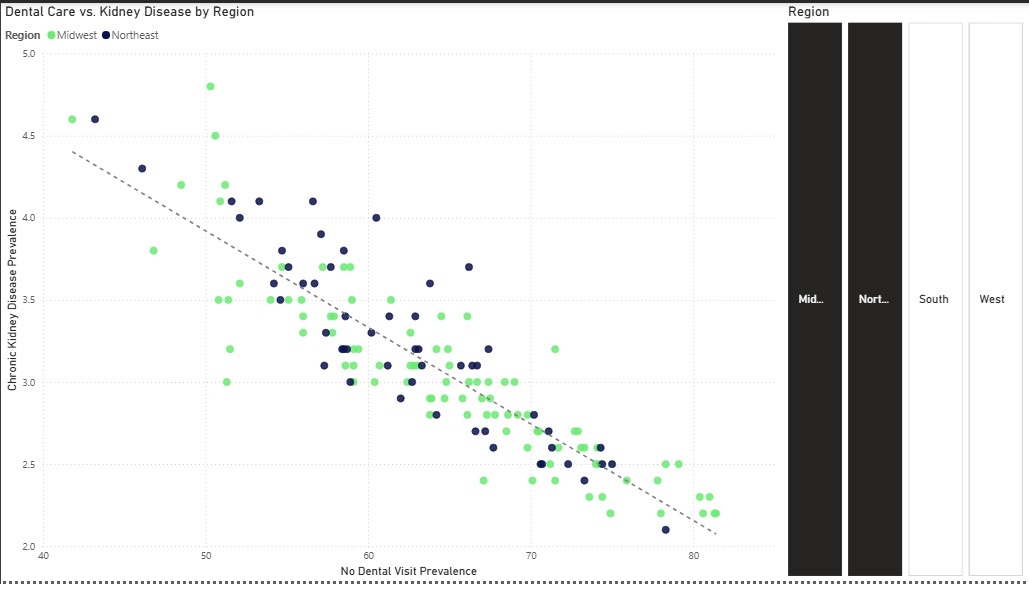 Dental Care vs. Kidney Disease by Region
Region
Region Midwest Northeast
5.0
4.5
4.0
3.5
3.0
2.5
2.0
Chronic Kidney Disease Prevalence
40 50 60 70 80
No Dental Visit Prevalence
Mid... Nort... South West